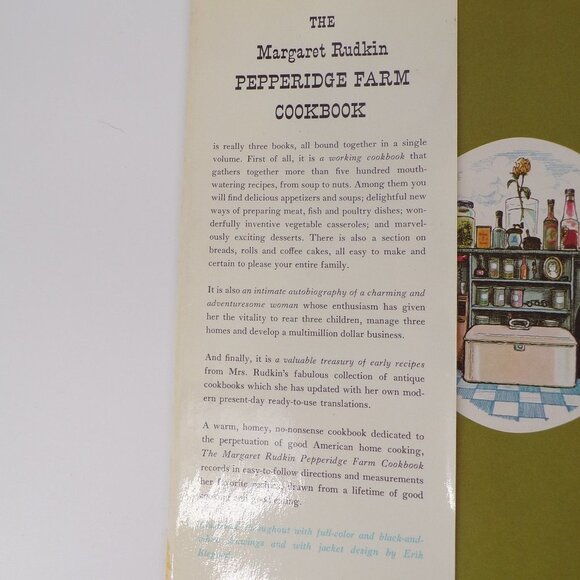 THE
Margaret Rudkin
PEPPERIDGE FARM
COOKBOOK
is really three books, all bound together in a single
volume. First of all, it is a working cookbook that
gathers together more than five hundred mouth-
watering recipes, from soup to nuts. Among them you
will find delicious appetizers and soups; delightful new
ways of preparing meat, fish and poultry dishes; won-
derfully inventive vegetable casseroles; and marvel-
ously exciting desserts. There is also a section on
breads, rolls and coffee cakes, all easy to make and
certain to please your entire family.
It is also an intimate autobiography of a charming and
adventuresome woman whose enthusiasm has given
her the vitality to rear three children, manage three
homes and develop a multimillion dollar business.
And finally, it is a valuable treasury of early recipes
from Mrs. Rudkin's fabulous collection of antique
cookbooks which she has updated with her own mod-
ern present-day ready-to-use translations.
A warm, homey, no-nonsense cookbook dedicated to
the perpetuation of good American home cooking,
The Margaret Rudkin Pepperidge Farm Cookbook
records in easy-to-follow directions and measurements
her favorite recipes, drawn from a lifetime of good
cooking and good eating.
throughout with full-color and black-and-
drawings and with jacket design by Erik